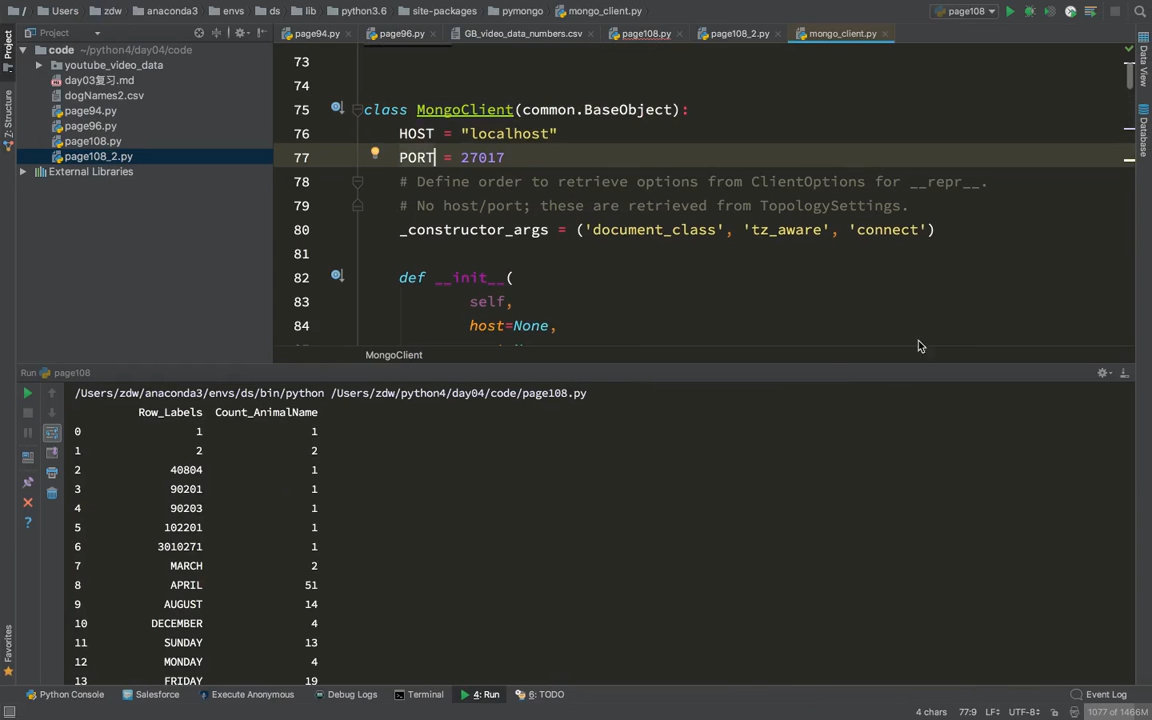 / Users zdw anaconda3 envs ds lib python3.6 site-packages pymongo mongo_client.py page108
Project page94.py page96.py GB_video_data_numbers.csv page108.py page108_2.py mongo_client.py
code ~/python4/day04/code
youtube_video_data
day03复习.md
dogNames2.csv
page94.py
page96.py
page108.py
page108_2.py
External Libraries
Project
Z: Structure
Favorites
Data View
Database
73
74
75 class MongoClient(common.BaseObject):
76 HOST = "localhost"
77 PORT = 27017
78 # Define order to retrieve options from ClientOptions for __repr__.
79 # No host/port; these are retrieved from TopologySettings.
80 _constructor_args = ('document_class', 'tz_aware', 'connect')
81
82 def __init__(
83 self,
84 host=None,
MongoClient
Run page108
/Users/zdw/anaconda3/envs/ds/bin/python /Users/zdw/python4/day04/code/page108.py
Row_Labels Count_AnimalName
0 1 1
1 2 2
2 40804 1
3 90201 1
4 90203 1
5 102201 1
6 3010271 1
7 MARCH 2
8 APRIL 51
9 AUGUST 14
10 DECEMBER 4
11 SUNDAY 13
12 MONDAY 4
13 FRIDAY 19
Python Console Salesforce Execute Anonymous Debug Logs Terminal 4: Run 6: TODO Event Log
4 chars 77:9 LF÷ UTF-8÷ 1077 of 1466M